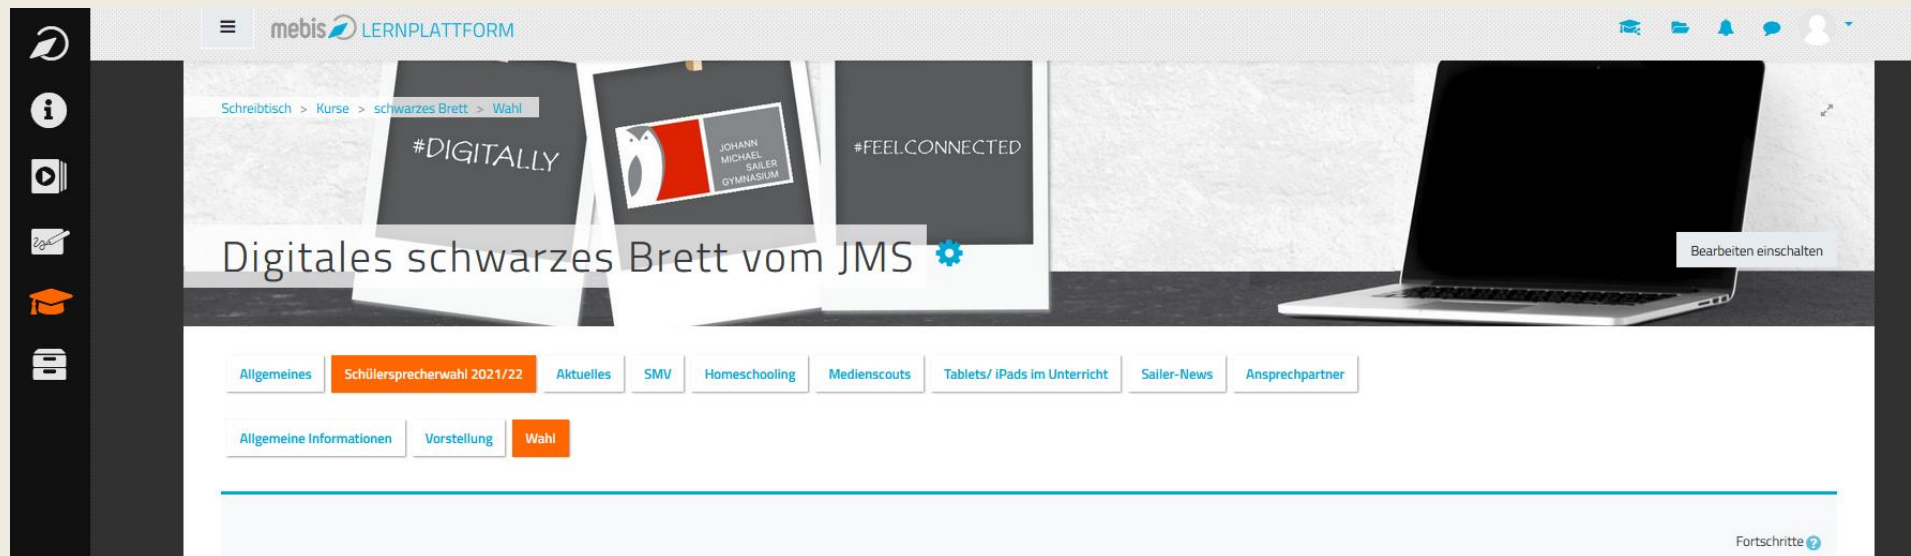 mebis LERNPLATTFORM
Schreibtisch > Kurse > schwarzes Brett > Wahl
#DIGITALLY
JOHANN
MICHAEL
SAILER
GYMNASIUM
#FEELCONNECTED
Digitales schwarzes Brett vom JMS
Bearbeiten einschalten
Allgemeines Schülersprecherwahl 2021/22 Aktuelles SMV Homeschooling Medienscouts Tablets/ iPads im Unterricht Sailer-News Ansprechpartner
Allgemeine Informationen Vorstellung Wahl
Fortschritte